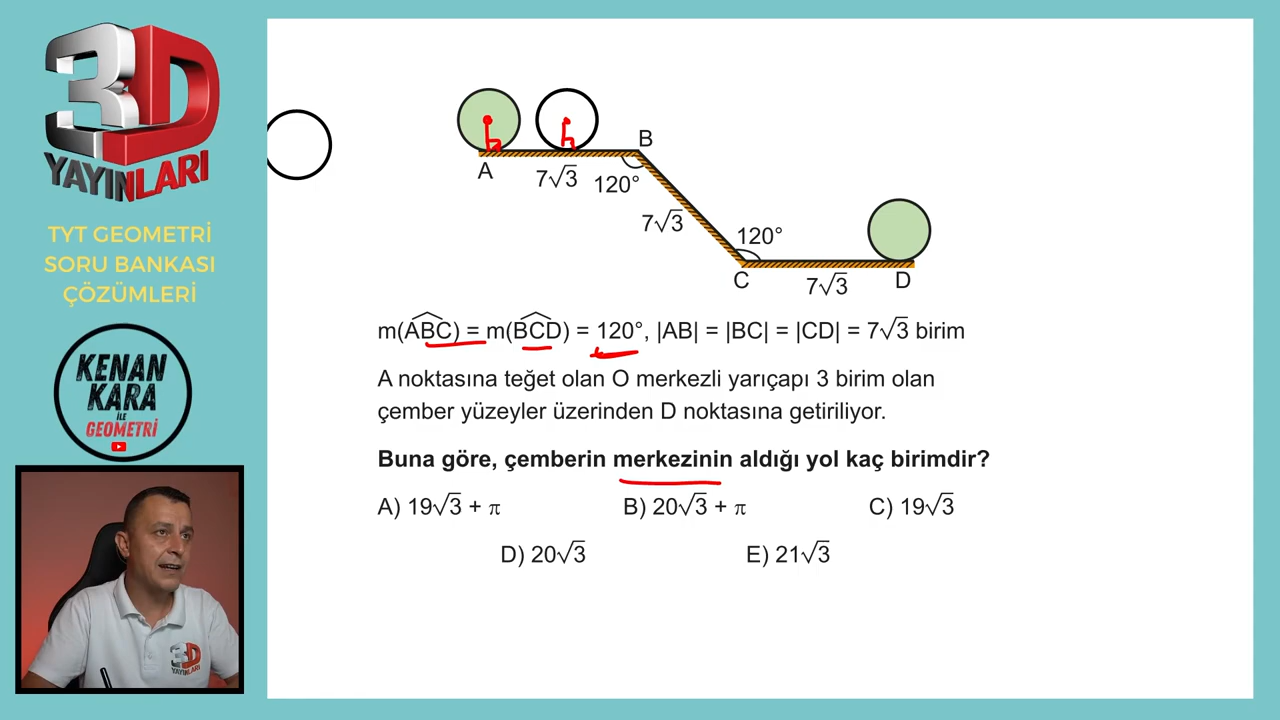 3D
YAYINLARI
TYT GEOMETRİ
SORU BANKASI
ÇÖZÜMLERİ
KENAN
KARA
İLE
GEOMETRİ
3D
YAYINLARI
A
7√3
120°
B
7√3
120°
C
7√3
D
m(ABC) = m(BCD) = 120°, |AB| = |BC| = |CD| = 7√3 birim
A noktasına teğet olan O merkezli yarıçapı 3 birim olan
çember yüzeyler üzerinden D noktasına getiriliyor.
Buna göre, çemberin merkezinin aldığı yol kaç birimdir?
A) 19√3 + π B) 20√3 + π C) 19√3
D) 20√3 E) 21√3